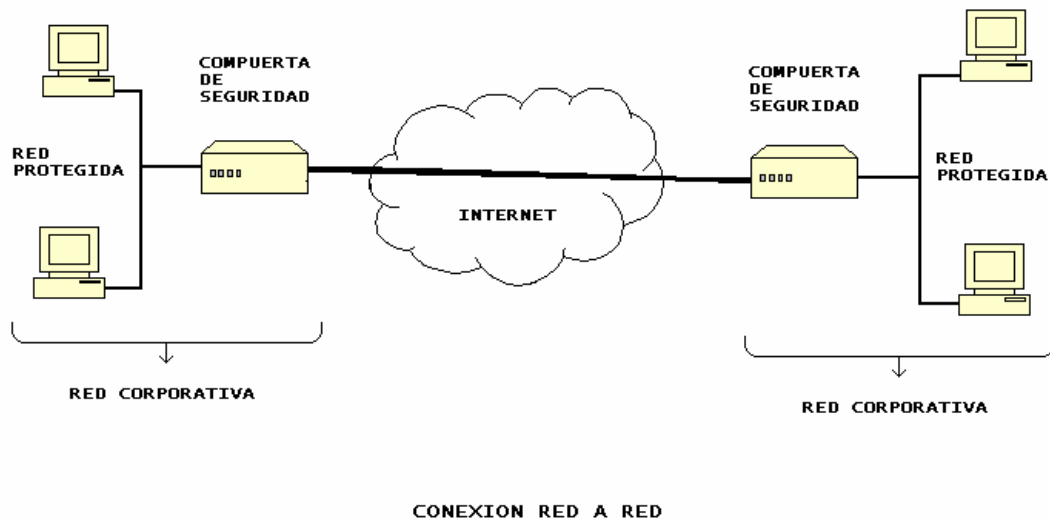 COMPUERTA
DE
SEGURIDAD
COMPUERTA
DE
SEGURIDAD
RED
PROTEGIDA
RED
PROTEGIDA
INTERNET
RED CORPORATIVA
RED CORPORATIVA
CONEXION RED A RED